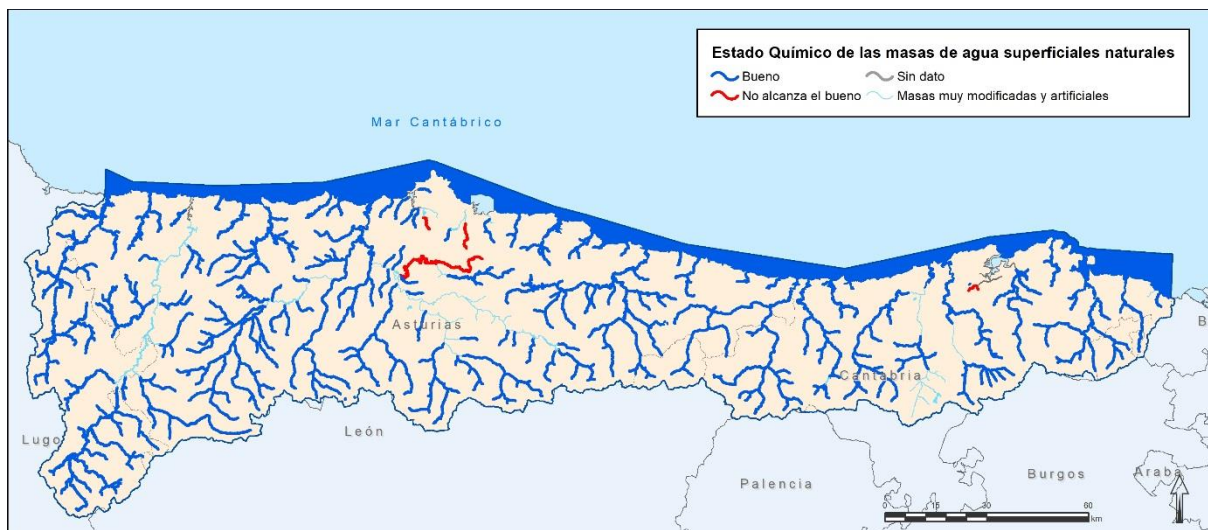 Estado Químico de las masas de agua superficiales naturales
Bueno
Sin dato
No alcanza el bueno
Masas muy modificadas y artificiales
Mar Cantábrico
Asturias
Cantabria
Lugo
León
Palencia
Burgos
Araba
B
0 15 30 60
km